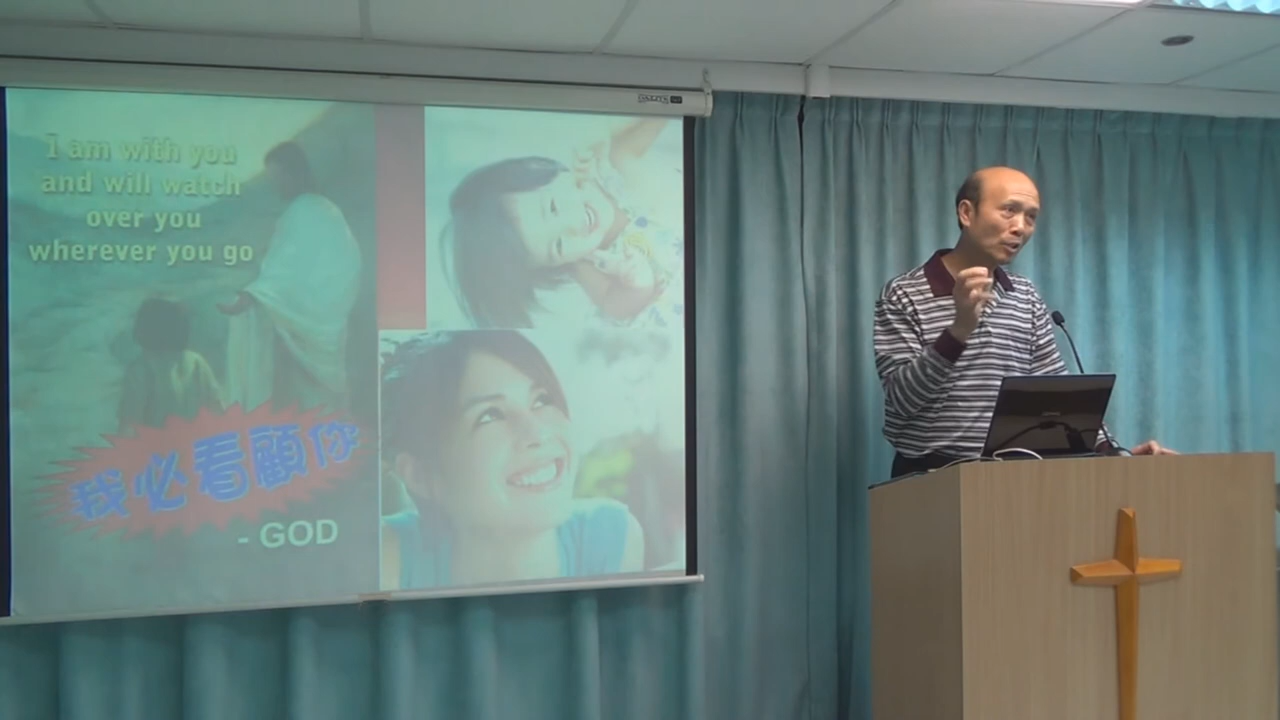 I am with you
and will watch
over you
wherever you go
我必看顧你
- GOD